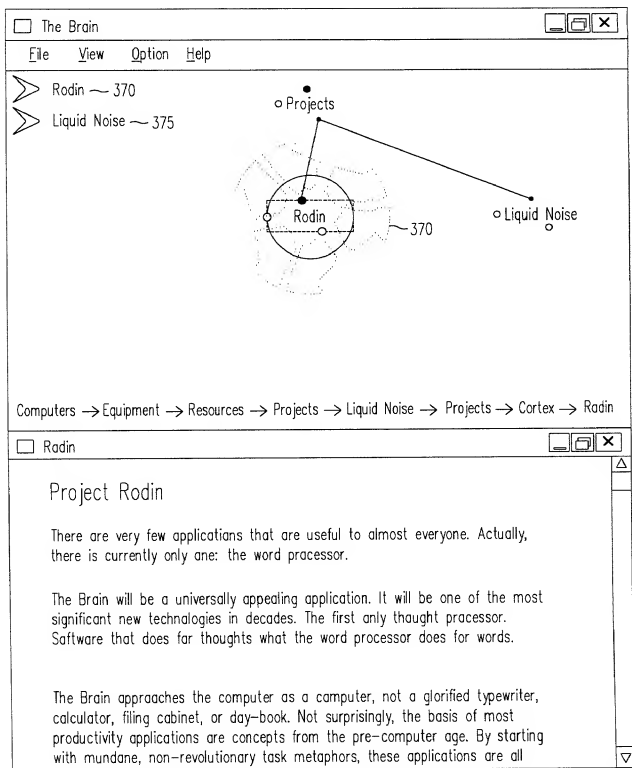 The Brain
File View Option Help
Rodin 370
Liquid Noise 375
Projects
Rodin
370
Liquid Noise
Computers → Equipment → Resources → Projects → Liquid Noise → Projects → Cortex → Radin
Radin
Project Rodin
There are very few applicatians that are useful to almost everyone. Actually,
there is currently only ane: the word pracessor.
The Brain will be a universally appealing application. It will be one of the most
significant new technalogies in decades. The first anly thaught pracessor.
Saftware that does far thoughts what the word processor does for words.
The Brain appraaches the computer as a camputer, not a glorified typewriter,
calculator, filing cabinet, or day-book. Not surprisingly, the basis of most
productivity applications are concepts from the pre-computer age. By starting
with mundane, non-revolutionary task metaphors, these applications are all